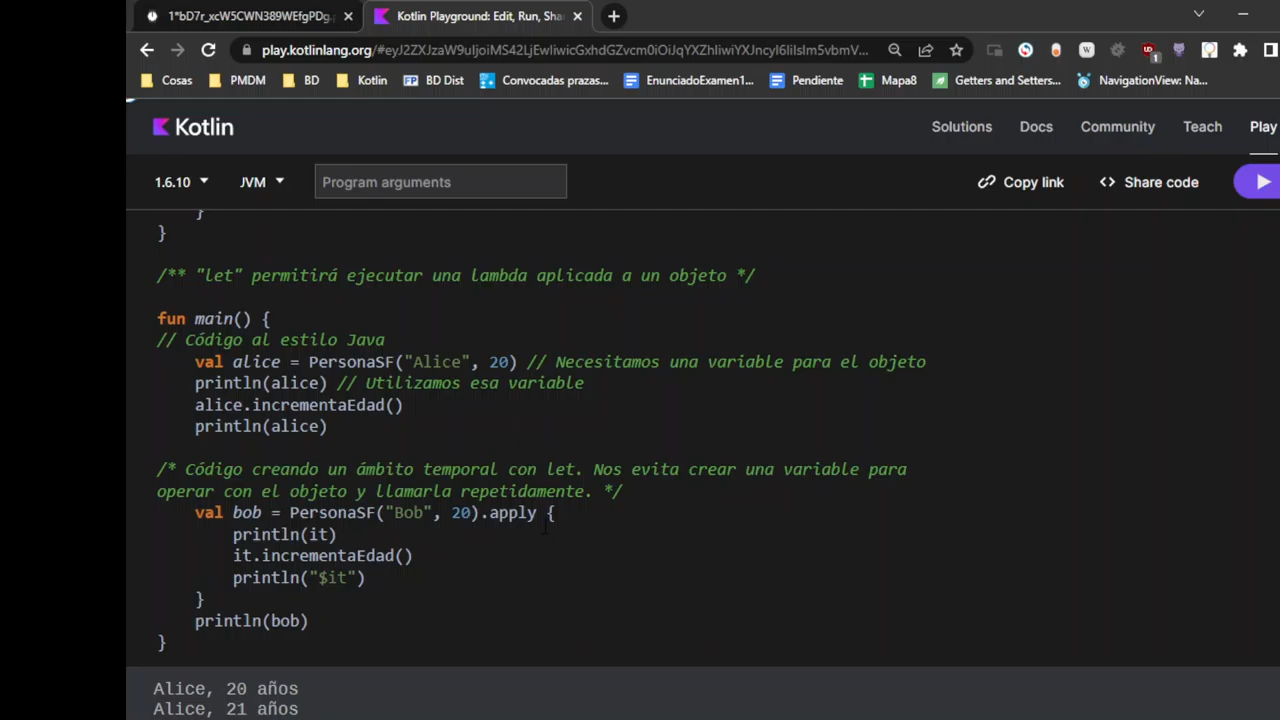 1*bD7r_xcW5CWN389WEfgPDg.
Kotlin Playground: Edit, Run, Sha
play.kotlinlang.org/#eyJ2ZXJzaW9uIjoiMS42LjEwIiwicGxhdGZvcm0iOiJqYXZhIiwiYXJncyI6IiIsIm5vbmV...
Cosas PMDM BD Kotlin BD Dist Convocadas prazas... EnunciadoExamen1... Pendiente Mapa8 Getters and Setters... NavigationView: Na...
Kotlin Solutions Docs Community Teach Play
1.6.10 JVM Program arguments Copy link Share code
}
}
/** "let" permitirá ejecutar una lambda aplicada a un objeto */
fun main() {
// Código al estilo Java
val alice = PersonaSF("Alice", 20) // Necesitamos una variable para el objeto
println(alice) // Utilizamos esa variable
alice.incrementaEdad()
println(alice)
/* Código creando un ámbito temporal con let. Nos evita crear una variable para
operar con el objeto y llamarla repetidamente. */
val bob = PersonaSF("Bob", 20).apply {
println(it)
it.incrementaEdad()
println("$it")
}
println(bob)
}
Alice, 20 años
Alice, 21 años